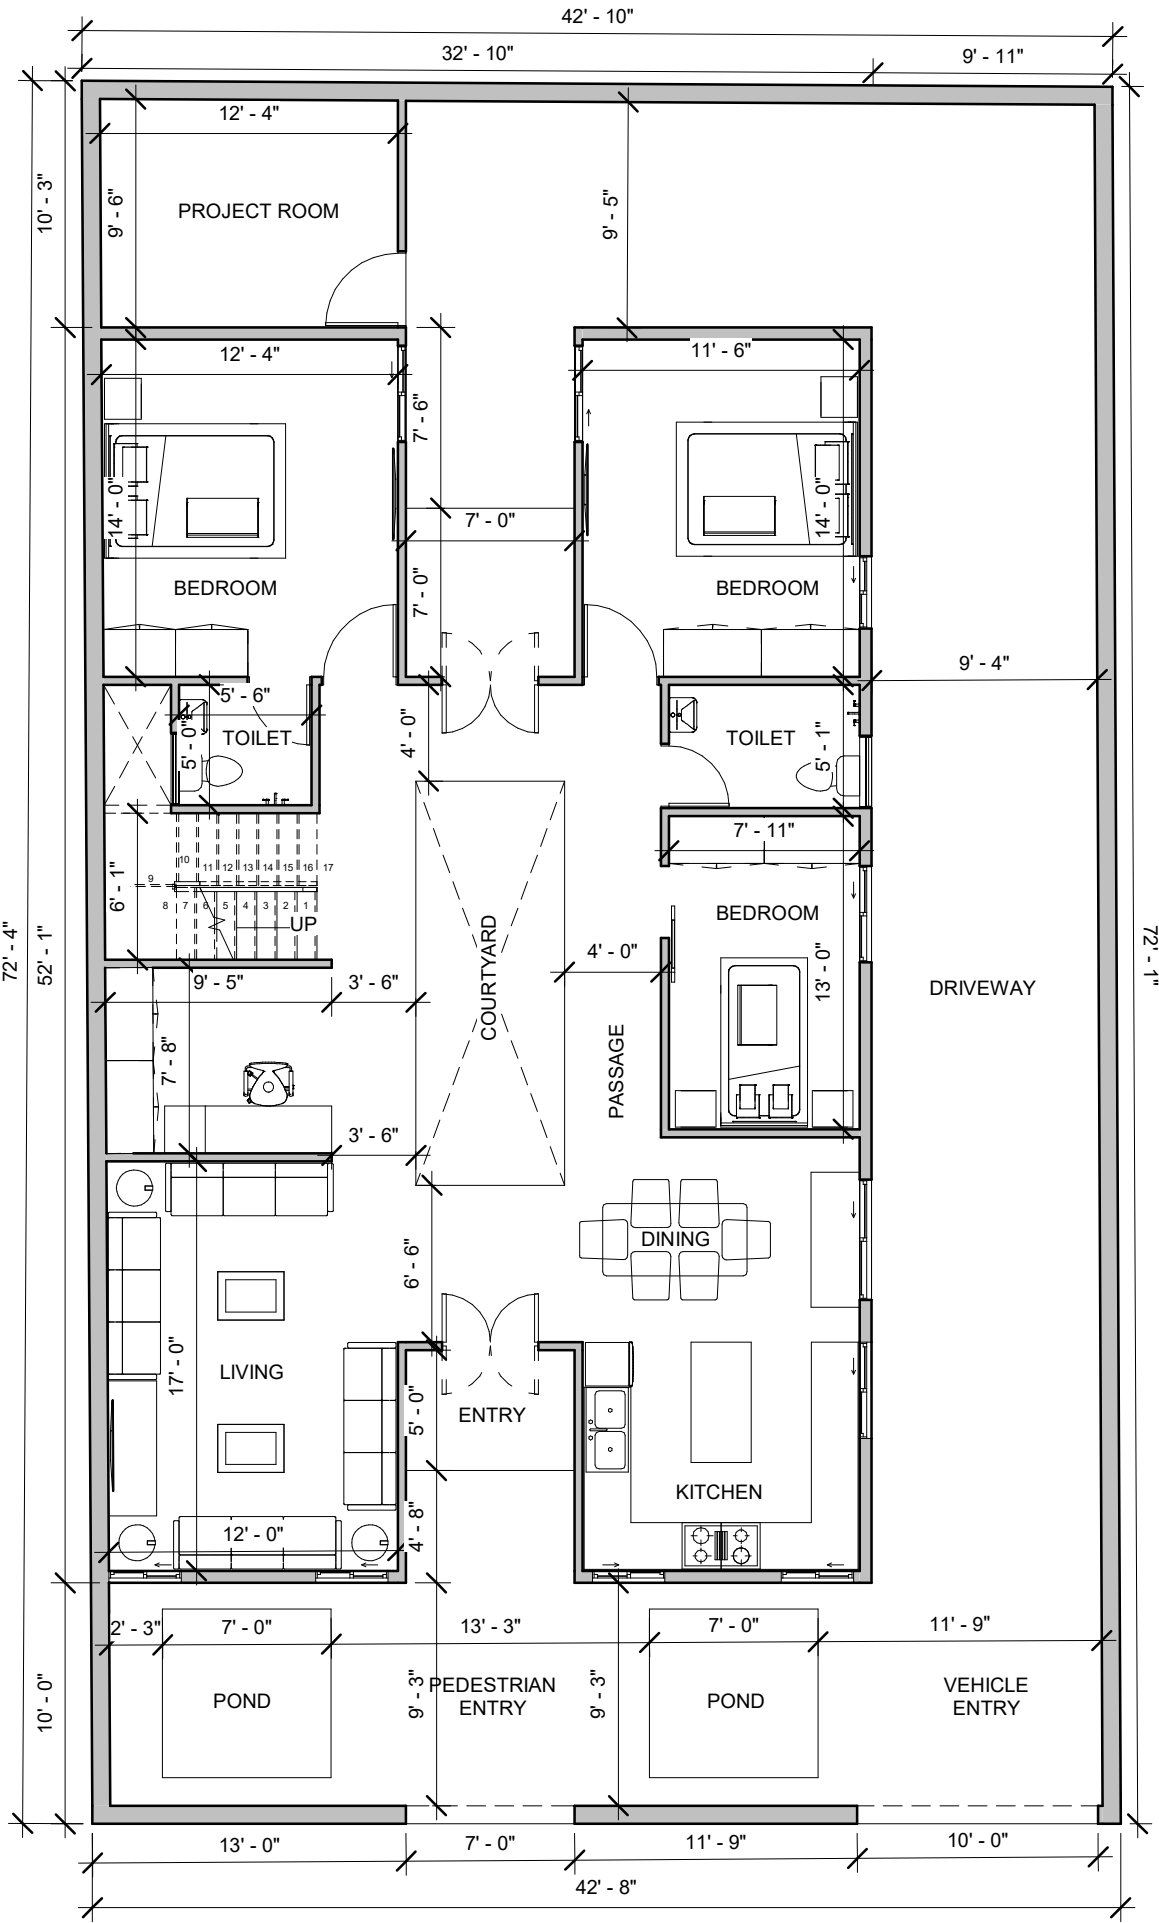 42' - 10"
32' - 10"
9' - 11"
12' - 4"
10' - 3"
9' - 6"
PROJECT ROOM
9' - 5"
12' - 4"
11' - 6"
7' - 6"
14' - 0"
14' - 0"
7' - 0"
BEDROOM
7' - 0"
BEDROOM
9' - 4"
5' - 6"
4' - 0"
5' - 0"
TOILET
TOILET
5' - 1"
7' - 11"
10
11 12 13 14 15 16 17
9
6' - 1"
8 7 6 5 4 3 2 1
UP
BEDROOM
72' - 4"
52' - 1"
COURTYARD
4' - 0"
13' - 0"
72' - 1"
9' - 5"
3' - 6"
DRIVEWAY
7' - 8"
PASSAGE
3' - 6"
6' - 6"
DINING
17' - 0"
LIVING
5' - 0"
ENTRY
KITCHEN
4' - 8"
12' - 0"
2' - 3"
7' - 0"
13' - 3"
7' - 0"
11' - 9"
10' - 0"
POND
9' - 3"
PEDESTRIAN
ENTRY
9' - 3"
POND
VEHICLE
ENTRY
13' - 0"
7' - 0"
11' - 9"
10' - 0"
42' - 8"